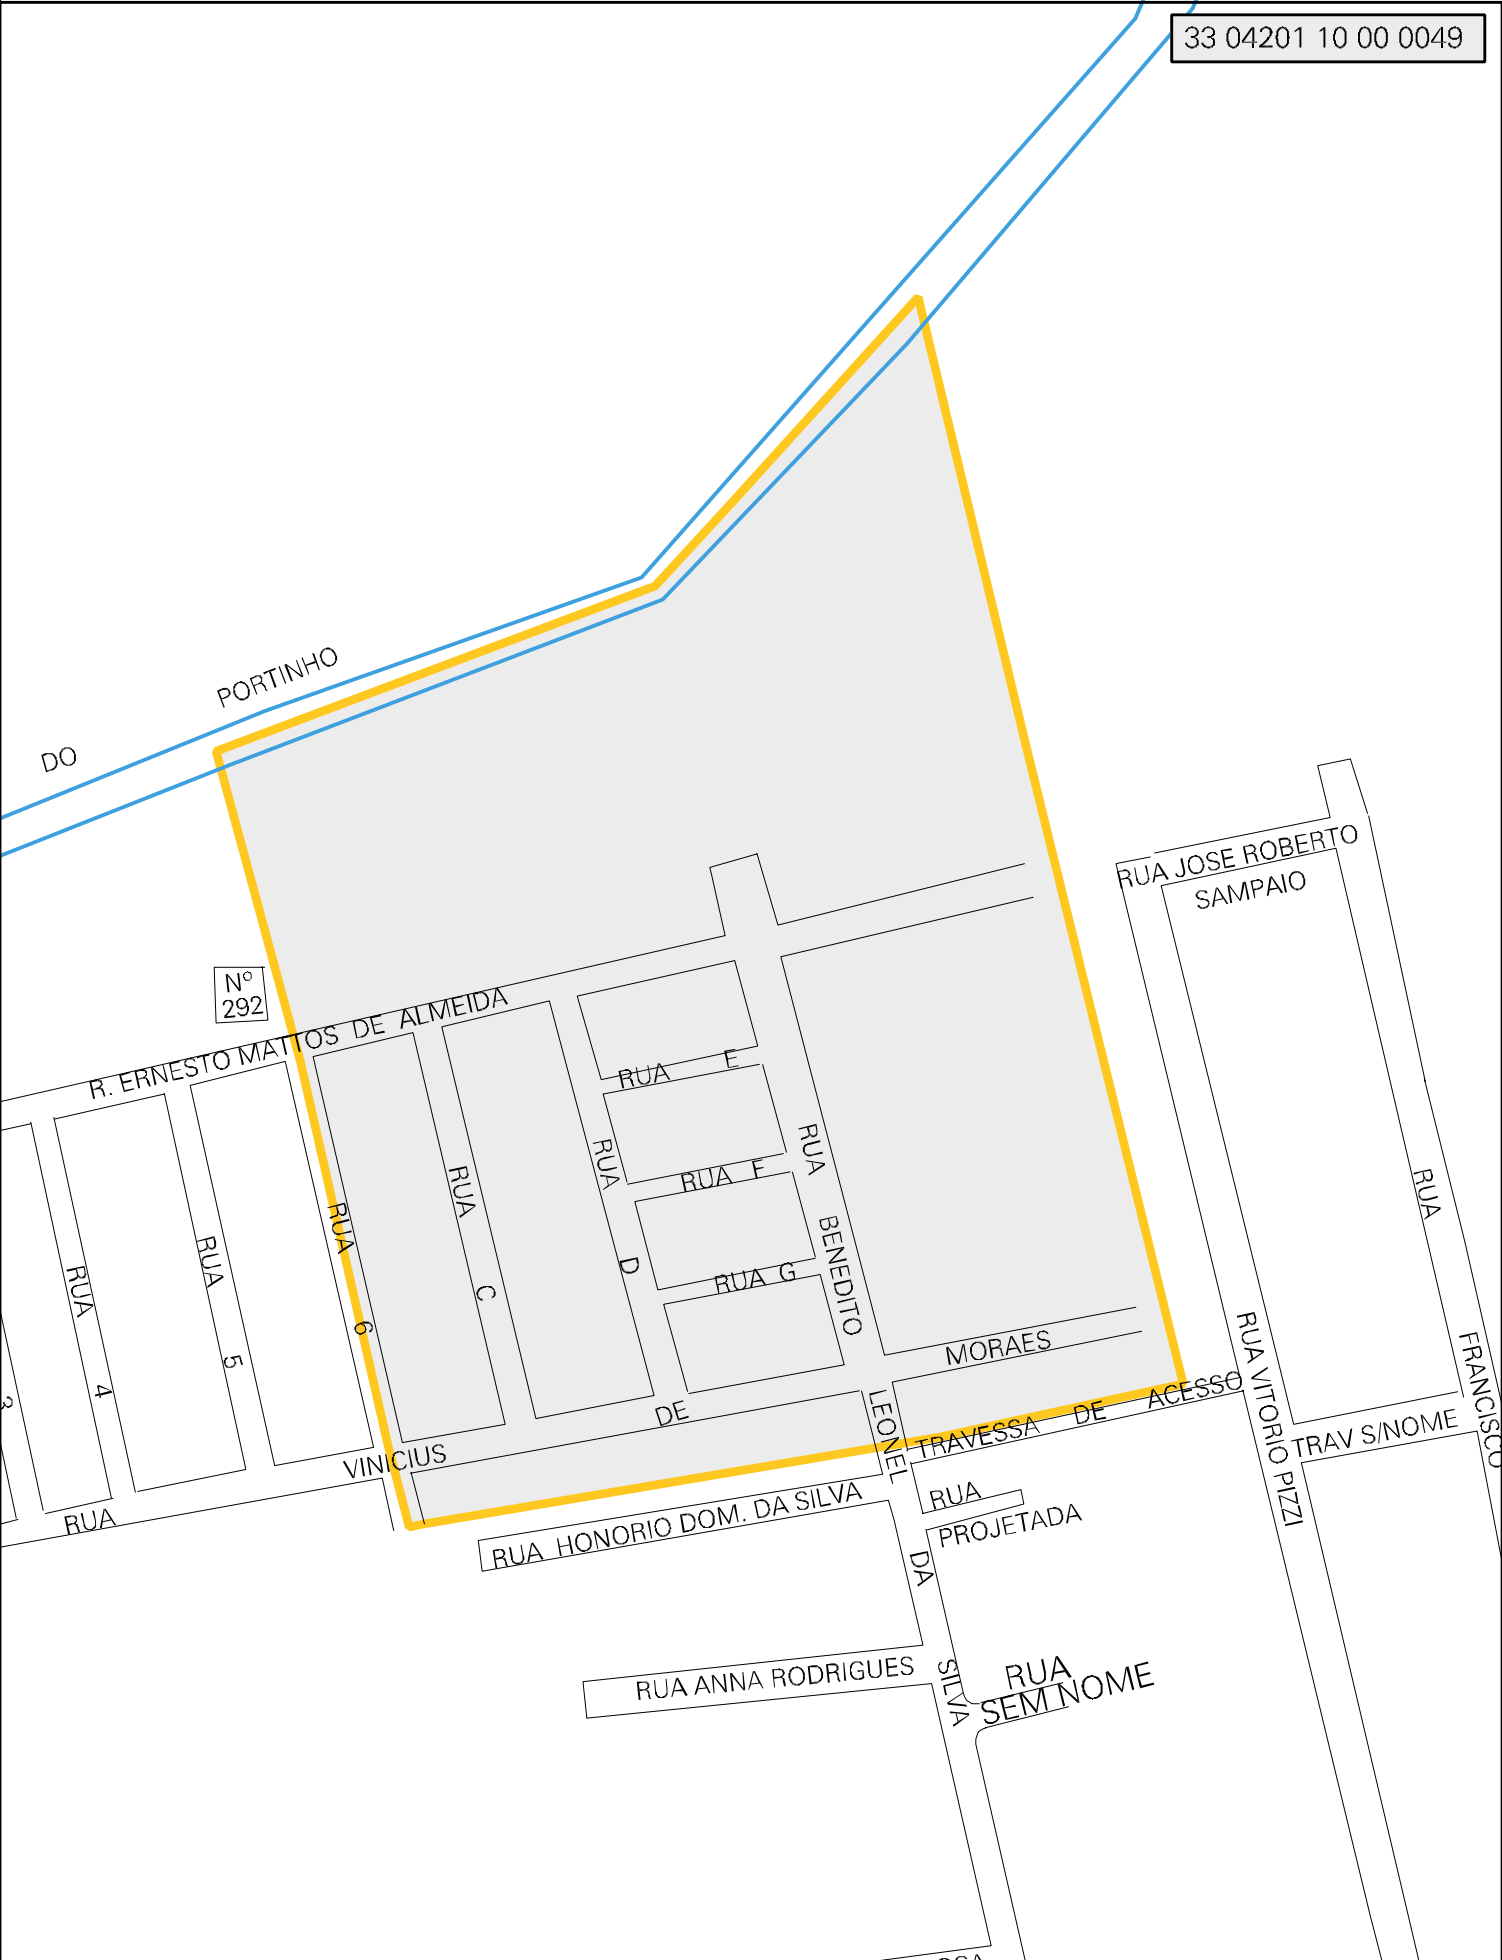 33 04201 10 00 0049
DO PORTINHO
RUA JOSE ROBERTO
SAMPAIO
Nº
292
R. ERNESTO MATTOS DE ALMEIDA
RUA E
RUA F
RUA G
RUA 4
RUA 5
RUA 6
RUA C
RUA D
RUA BENEDITO LEONEL DA SILVA
RUA VINICIUS DE MORAES
TRAVESSA DE ACESSO
RUA VITORIO PIZZI
RUA FRANCISCO
TRAV S/NOME
RUA HONORIO DOM. DA SILVA
RUA
PROJETADA
RUA ANNA RODRIGUES
RUA
SEM NOME
3